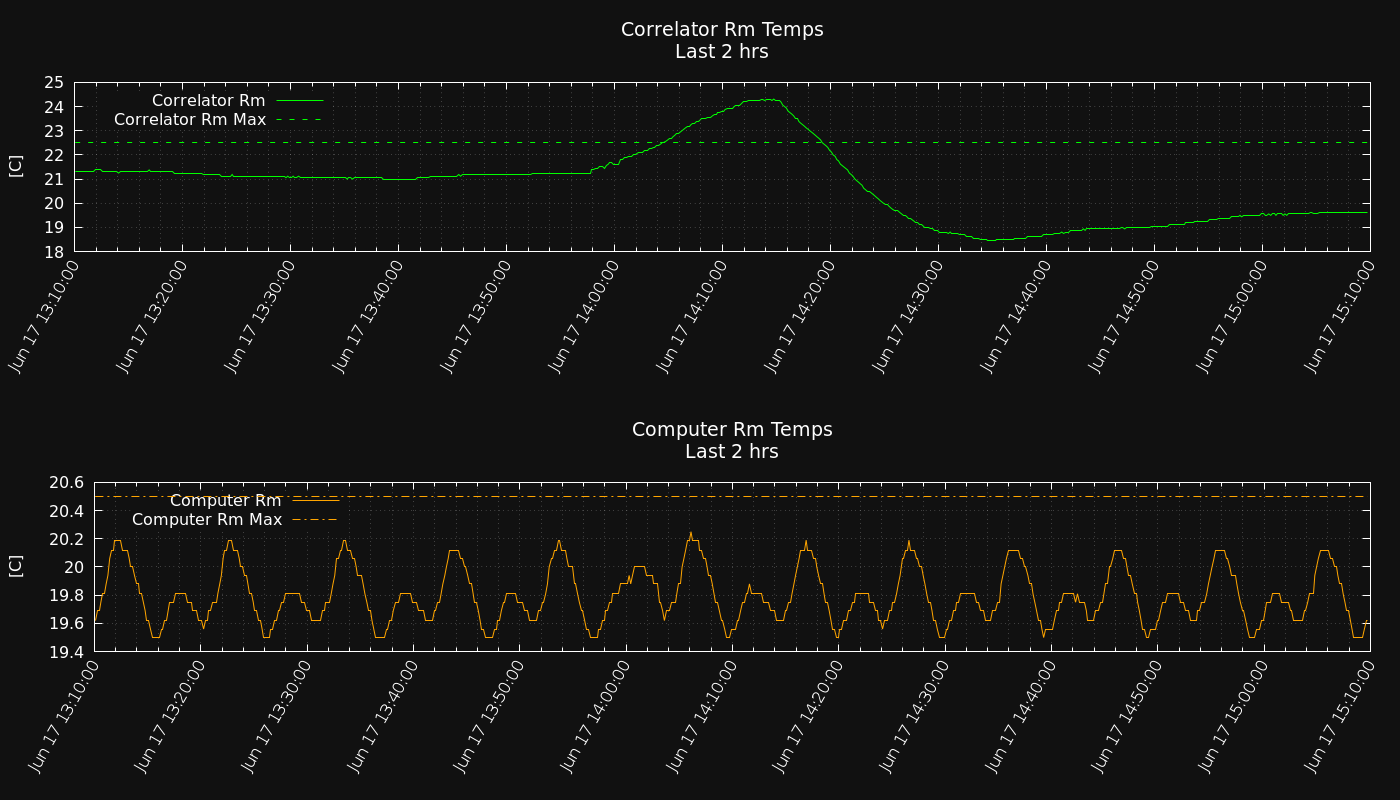 Correlator Rm Temps
Last 2 hrs
25
24
23
22
21
20
19
18
[C]
Correlator Rm
Correlator Rm Max
Jun 17 13:10:00
Jun 17 13:20:00
Jun 17 13:30:00
Jun 17 13:40:00
Jun 17 13:50:00
Jun 17 14:00:00
Jun 17 14:10:00
Jun 17 14:20:00
Jun 17 14:30:00
Jun 17 14:40:00
Jun 17 14:50:00
Jun 17 15:00:00
Jun 17 15:10:00
Computer Rm Temps
Last 2 hrs
20.6
20.4
20.2
20
19.8
19.6
19.4
[C]
Computer Rm
Computer Rm Max
Jun 17 13:10:00
Jun 17 13:20:00
Jun 17 13:30:00
Jun 17 13:40:00
Jun 17 13:50:00
Jun 17 14:00:00
Jun 17 14:10:00
Jun 17 14:20:00
Jun 17 14:30:00
Jun 17 14:40:00
Jun 17 14:50:00
Jun 17 15:00:00
Jun 17 15:10:00